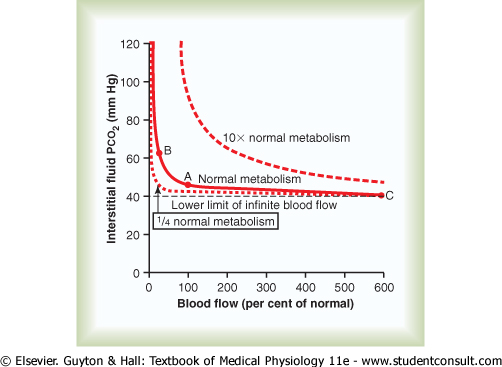 Interstitial fluid PCO2 (mm Hg)
120
100
80
60
40
20
0
10× normal metabolism
B
A
Normal metabolism
C
Lower limit of infinite blood flow
1/4 normal metabolism
0 100 200 300 400 500 600
Blood flow (per cent of normal)
© Elsevier. Guyton & Hall: Textbook of Medical Physiology 11e - www.studentconsult.com